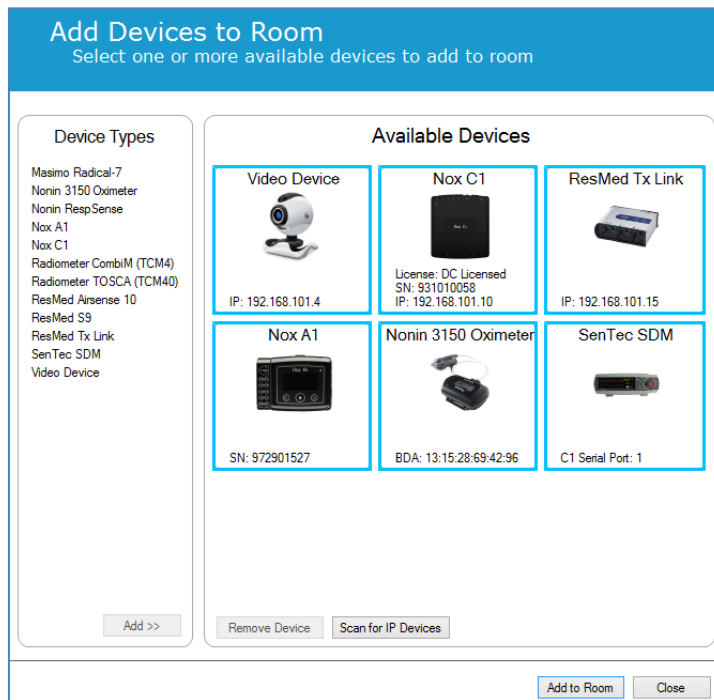 Add Devices to Room
Select one or more available devices to add to room
Device Types
Masimo Radical-7
Nonin 3150 Oximeter
Nonin RespSense
Nox A1
Nox C1
Radiometer CombiM (TCM4)
Radiometer TOSCA (TCM40)
ResMed Airsense 10
ResMed S9
ResMed Tx Link
SenTec SDM
Video Device
Add >>
Available Devices
Video Device
IP: 192.168.101.4
Nox C1
Nox C1
License: DC Licensed
SN: 931010058
IP: 192.168.101.10
ResMed Tx Link
IP: 192.168.101.15
Nox A1
Nox A1
SN: 972901527
Nonin 3150 Oximeter
BDA: 13:15:28:69:42:96
SenTec SDM
C1 Serial Port: 1
Remove Device
Scan for IP Devices
Add to Room
Close